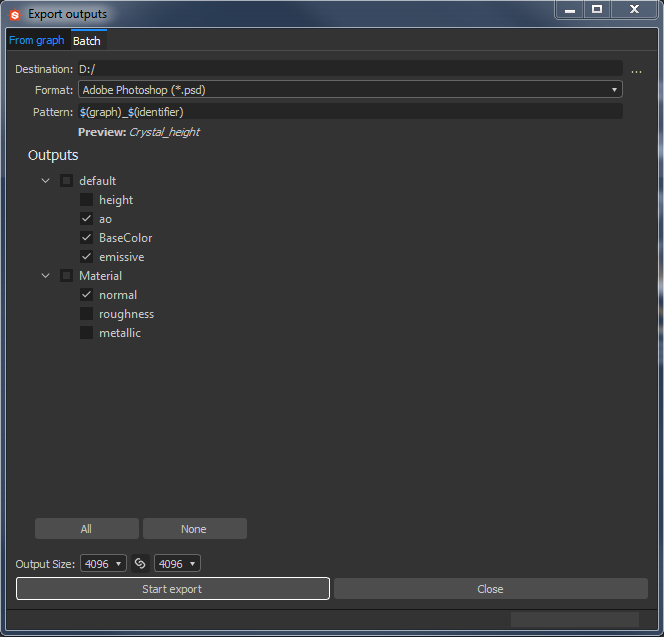 Export outputs
From graph Batch
Destination: D:/ ...
Format: Adobe Photoshop (*.psd)
Pattern: $(graph)_$(identifier)
Preview: Crystal_height
Outputs
default
height
ao
BaseColor
emissive
Material
normal
roughness
metallic
All None
Output Size: 4096 4096
Start export Close